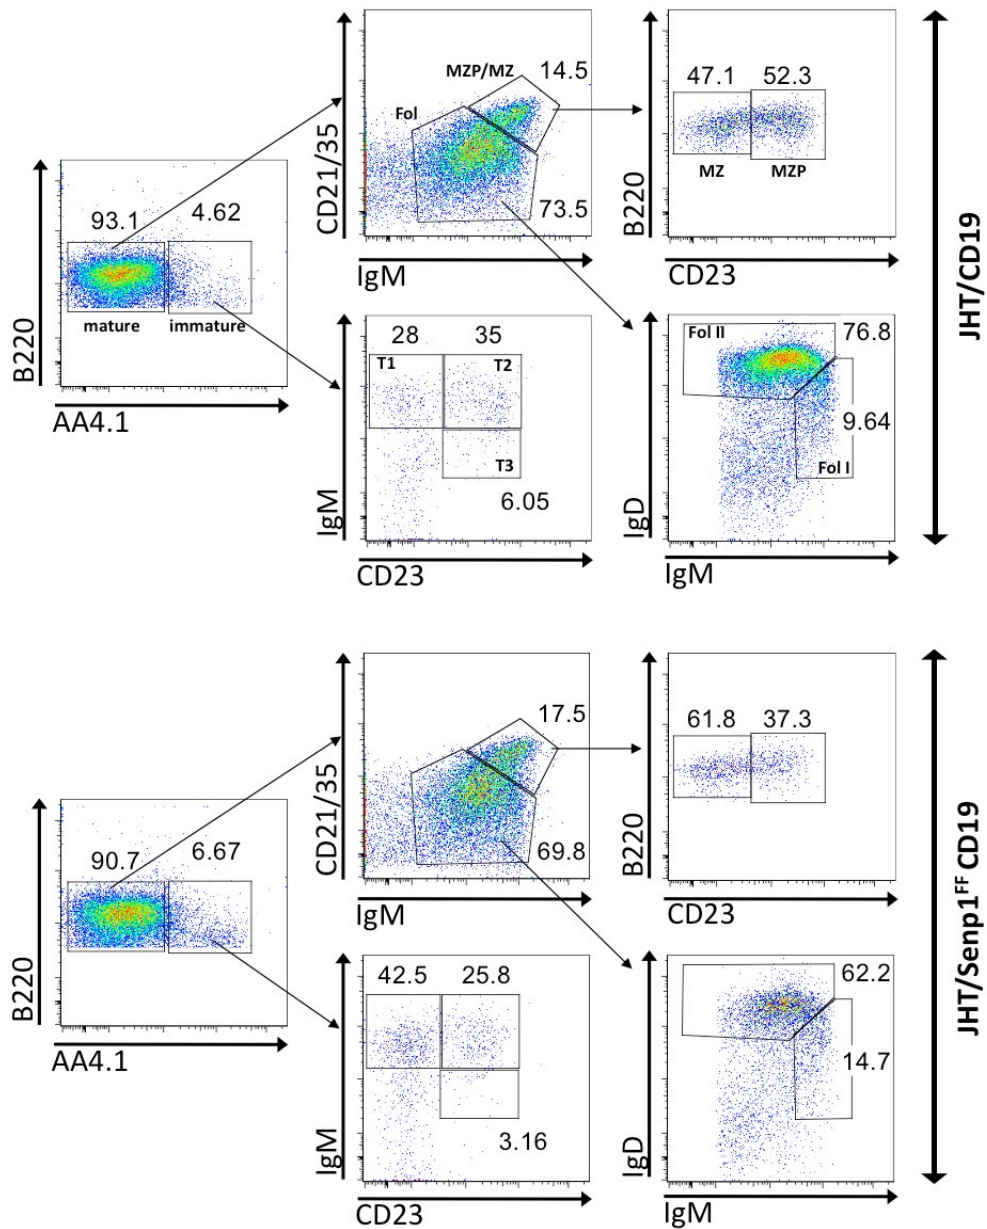 MZP/MZ 14.5
Fol
73.5
CD21/35
IgM
47.1 52.3
MZ MZP
B220
CD23
93.1 4.62
mature immature
B220
AA4.1
28 35
T1 T2
T3
6.05
IgM
CD23
Fol II 76.8
9.64
Fol I
IgD
IgM
JHT/CD19
17.5
69.8
CD21/35
IgM
61.8 37.3
B220
CD23
90.7 6.67
B220
AA4.1
42.5 25.8
3.16
IgM
CD23
62.2
14.7
IgD
IgM
JHT/Senp1FF CD19